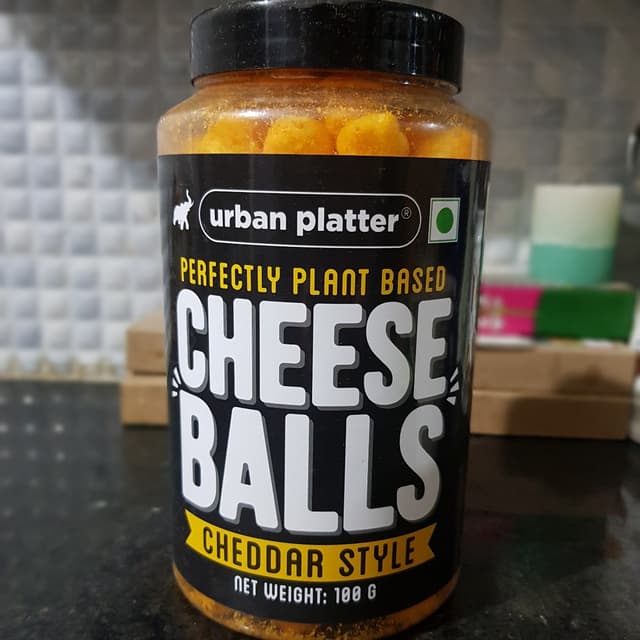 urban platter®
PERFECTLY PLANT BASED
CHEESE
BALLS
CHEDDAR STYLE
NET WEIGHT: 100 G